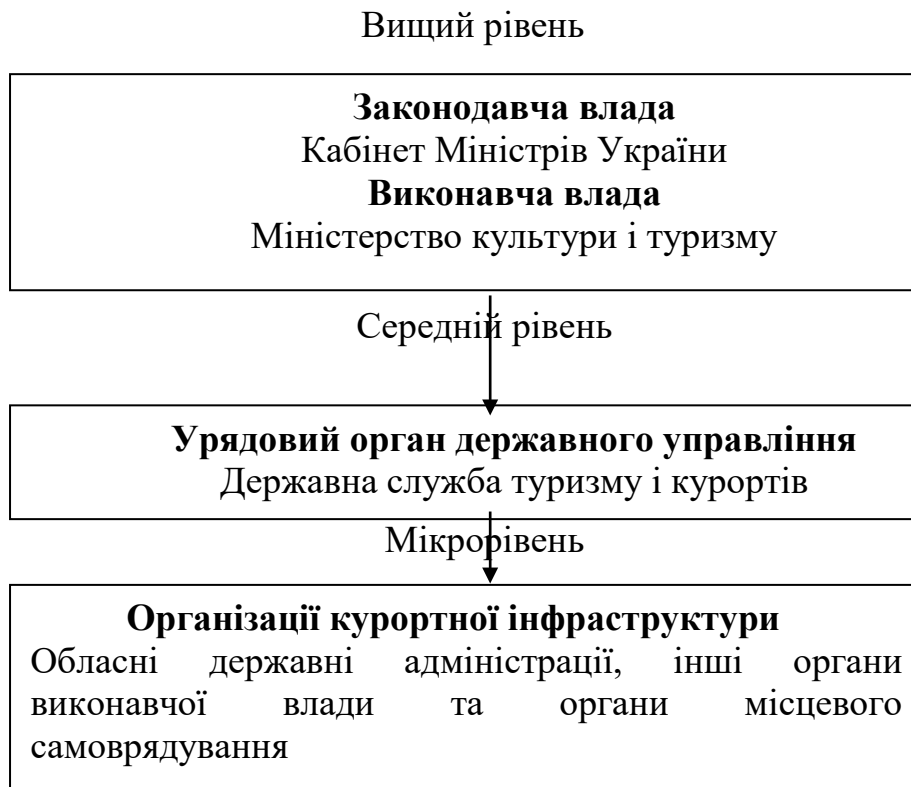 Вищий рівень
Законодавча влада
Кабінет Міністрів України
Виконавча влада
Міністерство культури і туризму
Середній рівень
Урядовий орган державного управління
Державна служба туризму і курортів
Мікрорівень
Організації курортної інфраструктури
Обласні державні адміністрації, інші органи
виконавчої влади та органи місцевого
самоврядування